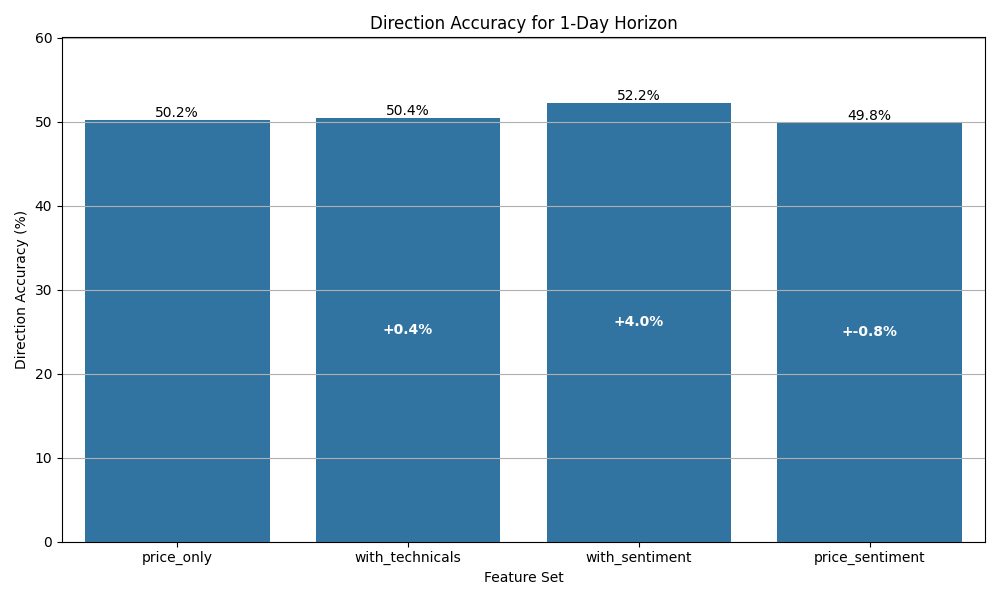 Direction Accuracy for 1-Day Horizon
60
50
40
30
20
10
0
Direction Accuracy (%)
50.2%
50.4%
52.2%
49.8%
+0.4%
+4.0%
+-0.8%
price_only
with_technicals
with_sentiment
price_sentiment
Feature Set